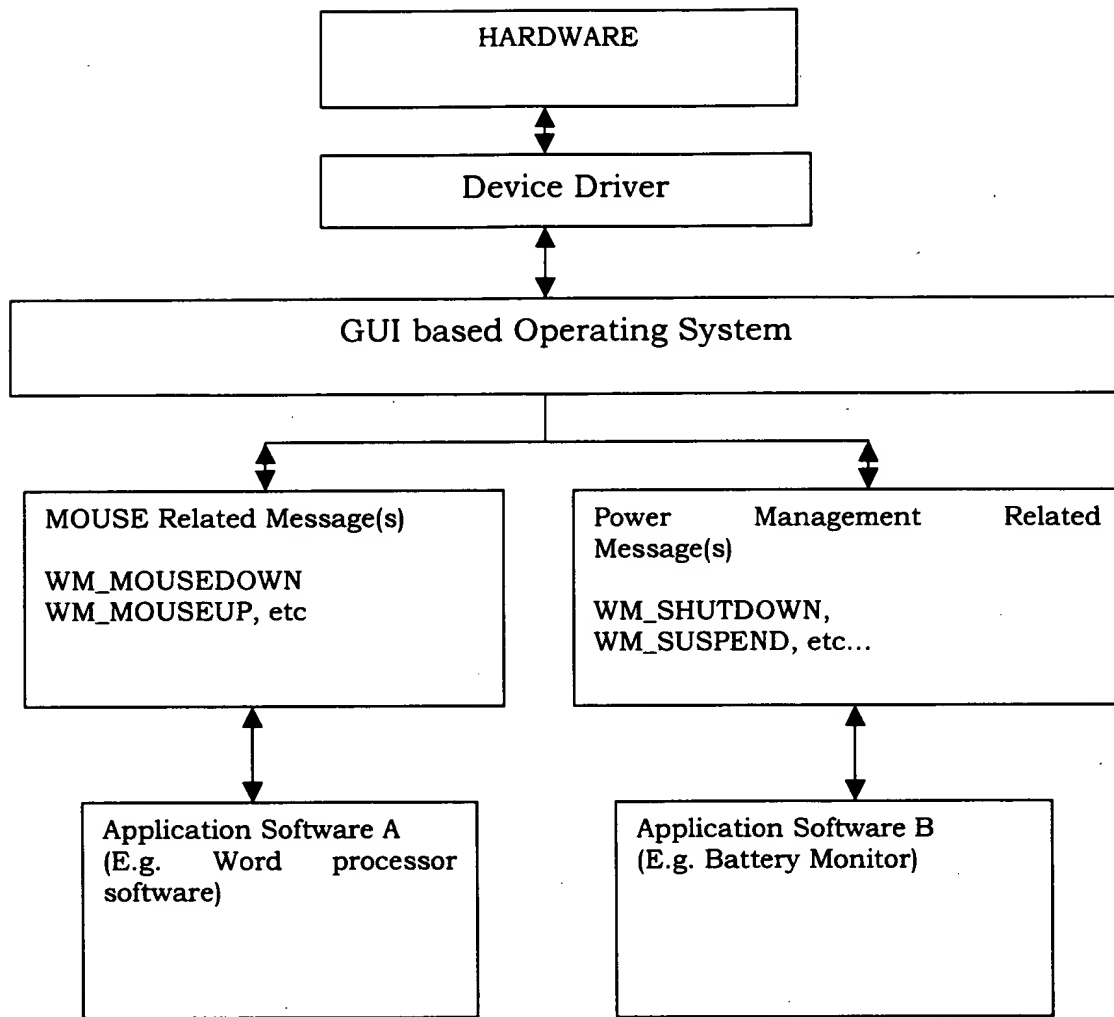 HARDWARE
Device Driver
GUI based Operating System
MOUSE Related Message(s)
WM_MOUSEDOWN
WM_MOUSEUP, etc
Power Management Related
Message(s)
WM_SHUTDOWN,
WM_SUSPEND, etc...
Application Software A
(E.g. Word processor
software)
Application Software B
(E.g. Battery Monitor)